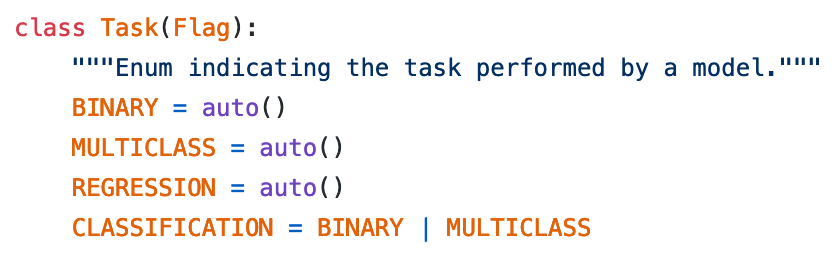 class Task(Flag):
    """Enum indicating the task performed by a model."""
    BINARY = auto()
    MULTICLASS = auto()
    REGRESSION = auto()
    CLASSIFICATION = BINARY | MULTICLASS